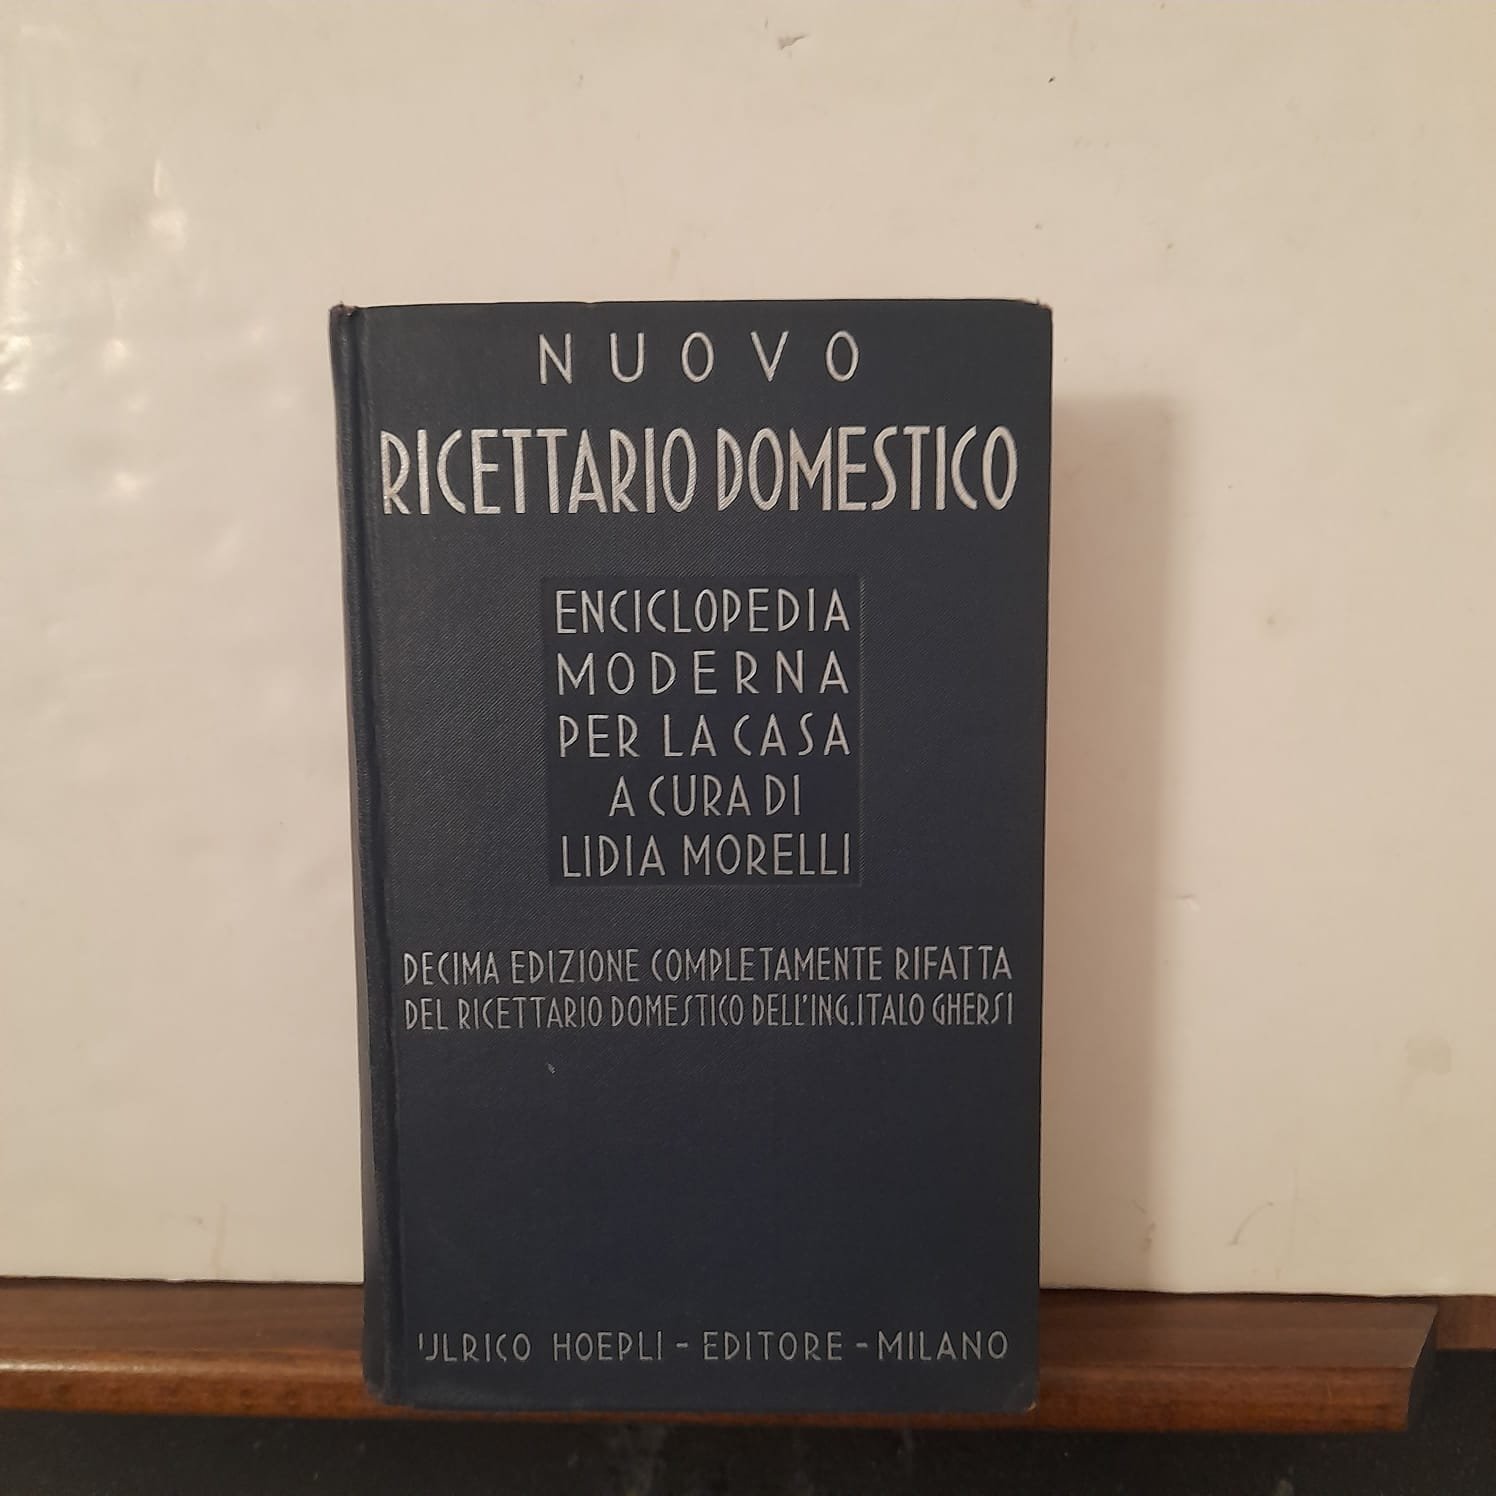 NUOVO
RICETTARIO DOMESTICO
ENCICLOPEDIA
MODERNA
PER LA CASA
A CURA DI
LIDIA MORELLI
DECIMA EDIZIONE COMPLETAMENTE RIFATTA
DEL RICETTARIO DOMESTICO DELL'ING. ITALO GHERSI
ULRICO HOEPLI - EDITORE - MILANO